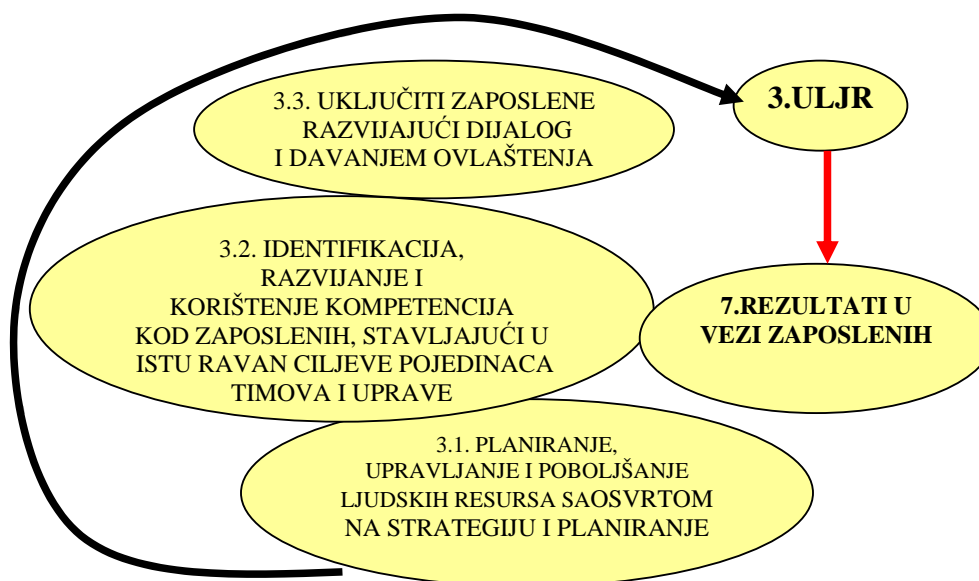 3.3. UKLJUČITI ZAPOSLENE
RAZVIJAJUĆI DIJALOG
I DAVANJEM OVLAŠTENJA
3.ULJR
3.2. IDENTIFIKACIJA,
RAZVIJANJE I
KORIŠTENJE KOMPETENCIJA
KOD ZAPOSLENIH, STAVLJAJUĆI U
ISTU RAVAN CILJEVE POJEDINACA
TIMOVA I UPRAVE
7.REZULTATI U
VEZI ZAPOSLENIH
3.1. PLANIRANJE,
UPRAVLJANJE I POBOLJŠANJE
LJUDSKIH RESURSA SAOSVRTOM
NA STRATEGIJU I PLANIRANJE